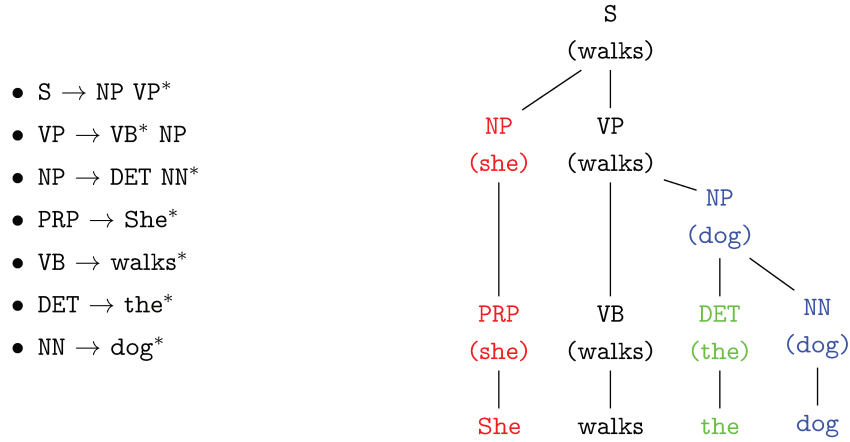 • S → NP VP*
• VP → VB* NP
• NP → DET NN*
• PRP → She*
• VB → walks*
• DET → the*
• NN → dog*
S
(walks)
NP VP
(she) (walks)
NP
(dog)
PRP VB DET NN
(she) (walks) (the) (dog)
She walks the dog